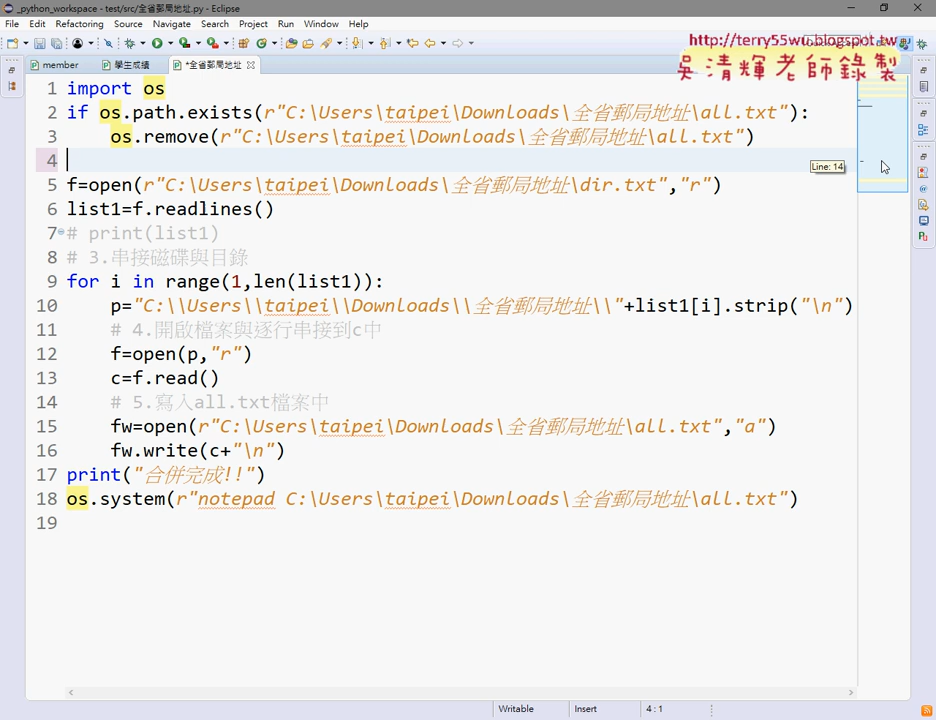 _python_workspace - test/src/全省郵局地址.py - Eclipse
File Edit Refactoring Source Navigate Search Project Run Window Help
http://terry55wu.blogspot.tw
吳清輝老師錄製
member 學生成績 *全省郵局地址
1 import os
2 if os.path.exists(r"C:\Users\taipei\Downloads\全省郵局地址\all.txt"):
3 os.remove(r"C:\Users\taipei\Downloads\全省郵局地址\all.txt")
4
Line: 14
5 f=open(r"C:\Users\taipei\Downloads\全省郵局地址\dir.txt","r")
6 list1=f.readlines()
7 # print(list1)
8 # 3.串接磁碟與目錄
9 for i in range(1,len(list1)):
10 p="C:\\Users\\taipei\\Downloads\\全省郵局地址\\"+list1[i].strip("\n")
11 # 4.開啟檔案與逐行串接到c中
12 f=open(p,"r")
13 c=f.read()
14 # 5.寫入all.txt檔案中
15 fw=open(r"C:\Users\taipei\Downloads\全省郵局地址\all.txt","a")
16 fw.write(c+"\n")
17 print("合併完成!!")
18 os.system(r"notepad C:\Users\taipei\Downloads\全省郵局地址\all.txt")
19
Writable Insert 4 : 1